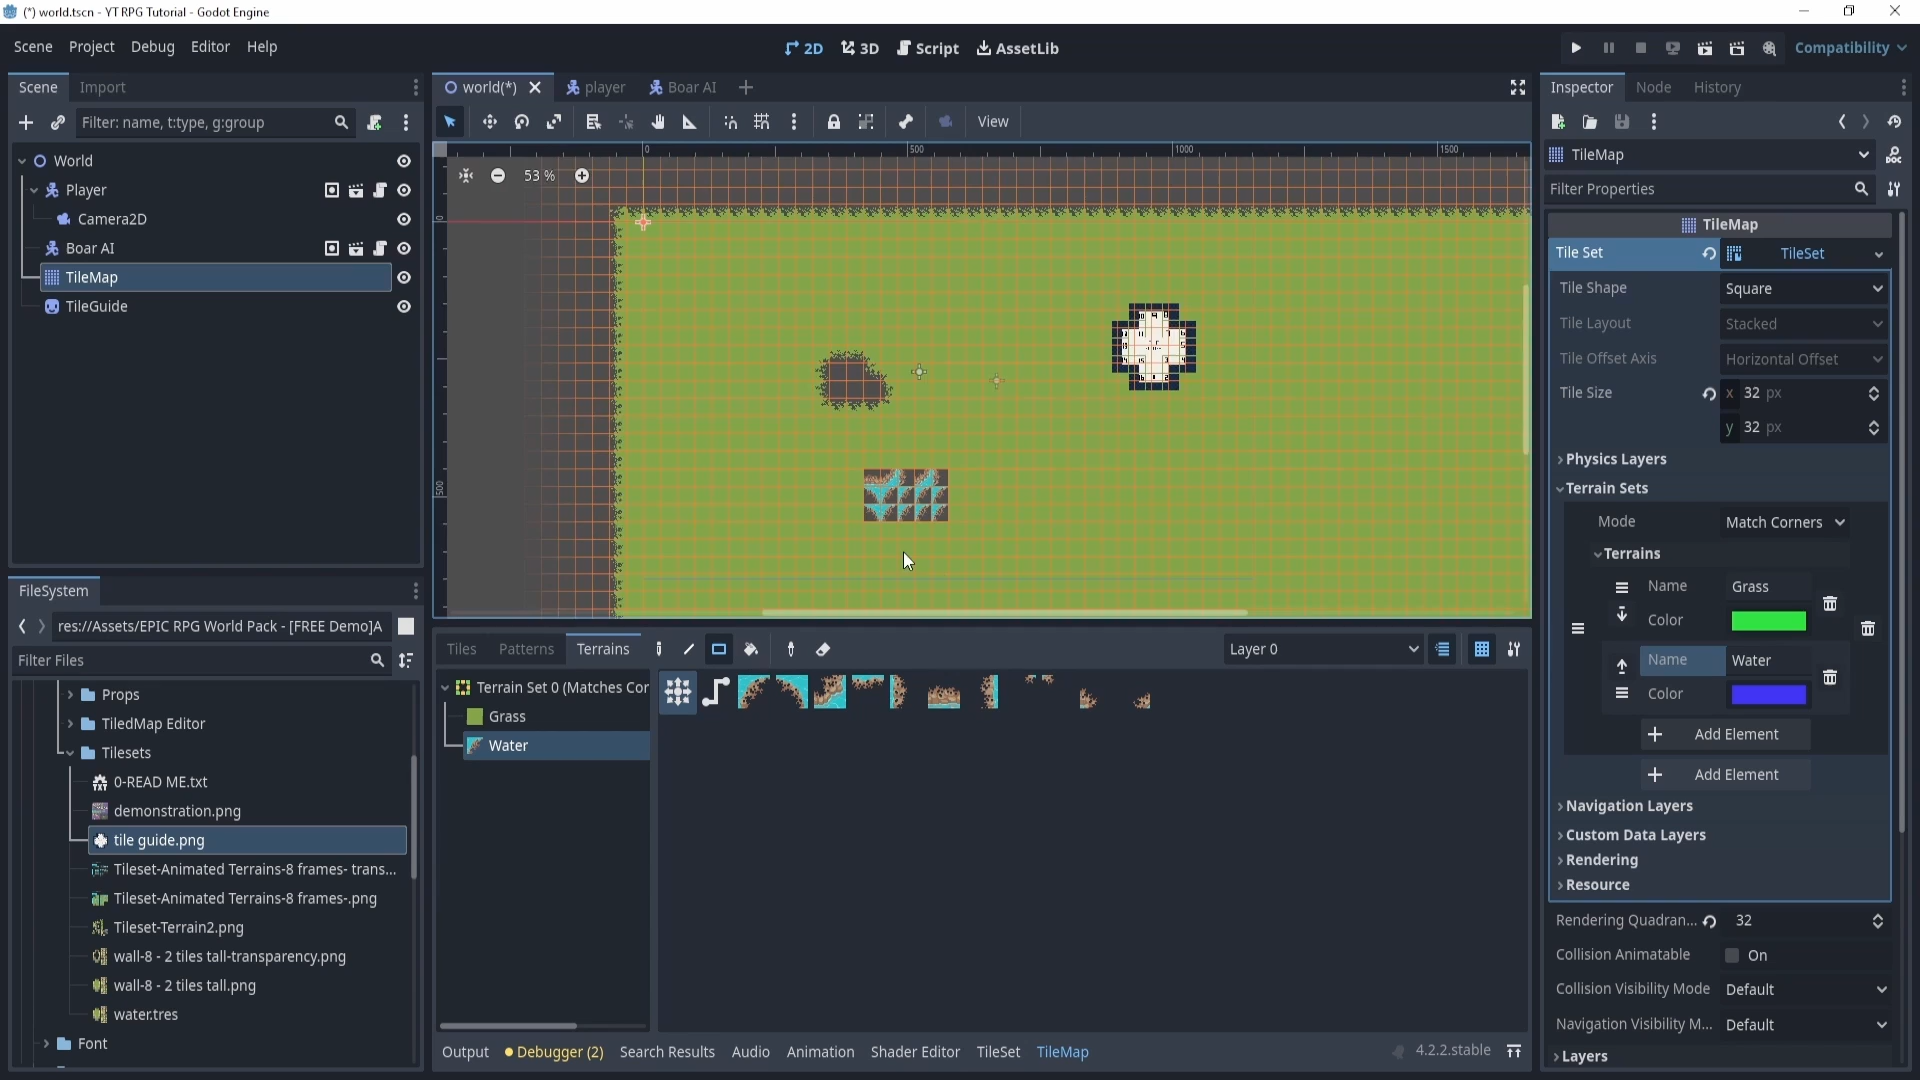 (*) world.tscn - YT RPG Tutorial - Godot Engine
Scene Project Debug Editor Help
2D 3D Script AssetLib
Compatibility
Scene Import
world(*) player Boar AI
Inspector Node History
Filter: name, t:type, g:group
View
World
Player
Camera2D
Boar AI
TileMap
TileGuide
53 %
0 500 1000 1500
0
500
TileMap
Filter Properties
TileMap
Tile Set TileSet
Tile Shape Square
Tile Layout Stacked
Tile Offset Axis Horizontal Offset
Tile Size x 32 px
y 32 px
Physics Layers
Terrain Sets
Mode Match Corners
Terrains
Name Grass
Color
Name Water
Color
Add Element
Add Element
Navigation Layers
Custom Data Layers
Rendering
Resource
Rendering Quadran... 32
Collision Animatable On
Collision Visibility Mode Default
Navigation Visibility M... Default
Layers
FileSystem
res://Assets/EPIC RPG World Pack - [FREE Demo]A
Filter Files
Props
TiledMap Editor
Tilesets
0-READ ME.txt
demonstration.png
tile guide.png
Tileset-Animated Terrains-8 frames- trans...
Tileset-Animated Terrains-8 frames-.png
Tileset-Terrain2.png
wall-8 - 2 tiles tall-transparency.png
wall-8 - 2 tiles tall.png
water.tres
Font
Tiles Patterns Terrains
Layer 0
Terrain Set 0 (Matches Cor
Grass
Water
Output Debugger (2) Search Results Audio Animation Shader Editor TileSet TileMap
4.2.2.stable